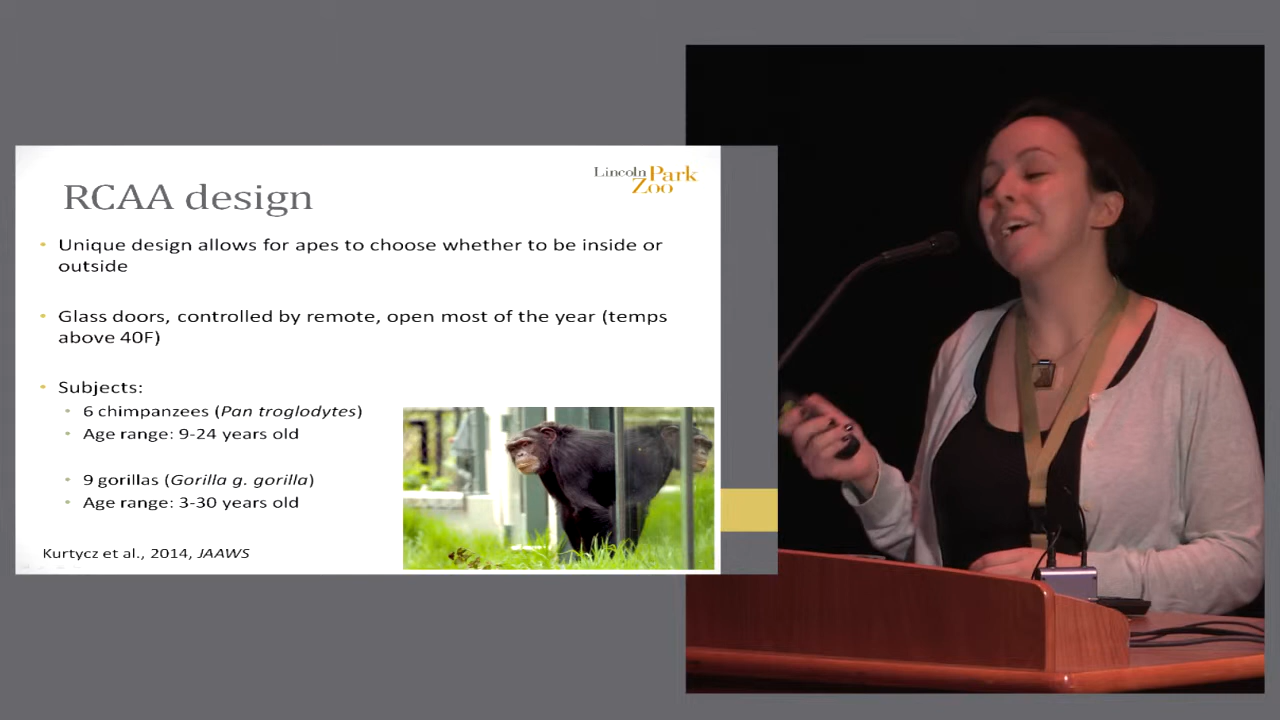 Lincoln Park
Zoo
RCAA design
• Unique design allows for apes to choose whether to be inside or
outside
• Glass doors, controlled by remote, open most of the year (temps
above 40F)
• Subjects:
• 6 chimpanzees (Pan troglodytes)
• Age range: 9-24 years old
• 9 gorillas (Gorilla g. gorilla)
• Age range: 3-30 years old
Kurtycz et al., 2014, JAAWS